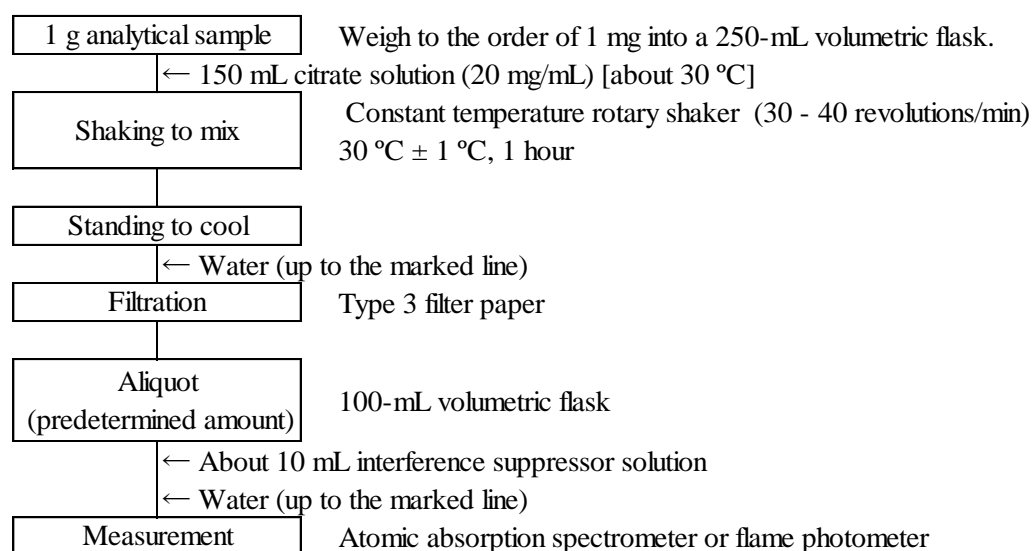 1 g analytical sample Weigh to the order of 1 mg into a 250-mL volumetric flask.
← 150 mL citrate solution (20 mg/mL) [about 30 ºC]
Shaking to mix
Constant temperature rotary shaker (30 - 40 revolutions/min)
30 ºC ± 1 ºC, 1 hour
Standing to cool
← Water (up to the marked line)
Filtration Type 3 filter paper
Aliquot
(predetermined amount)
100-mL volumetric flask
← About 10 mL interference suppressor solution
← Water (up to the marked line)
Measurement Atomic absorption spectrometer or flame photometer